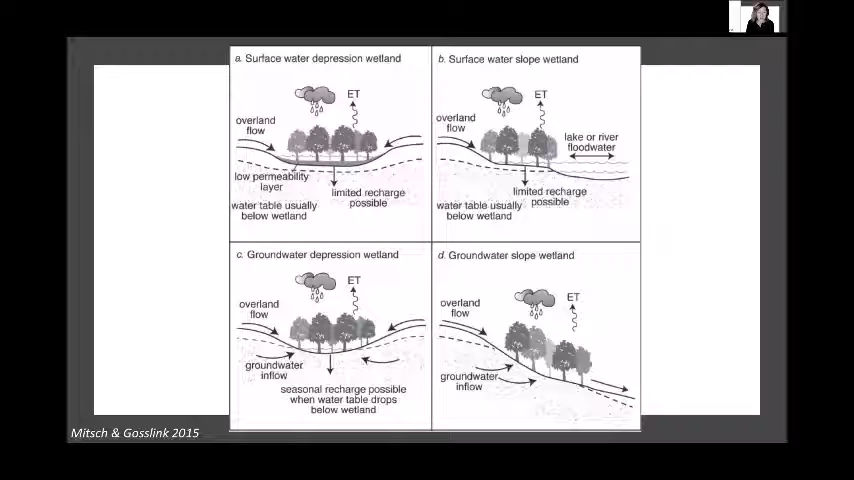 a. Surface water depression wetland
ET
overland
flow
low permeability
layer
limited recharge
possible
water table usually
below wetland
b. Surface water slope wetland
ET
overland
flow
lake or river
floodwater
limited recharge
possible
water table usually
below wetland
c. Groundwater depression wetland
ET
overland
flow
groundwater
inflow
seasonal recharge possible
when water table drops
below wetland
d. Groundwater slope wetland
ET
overland
flow
groundwater
inflow
Mitsch & Gosslink 2015